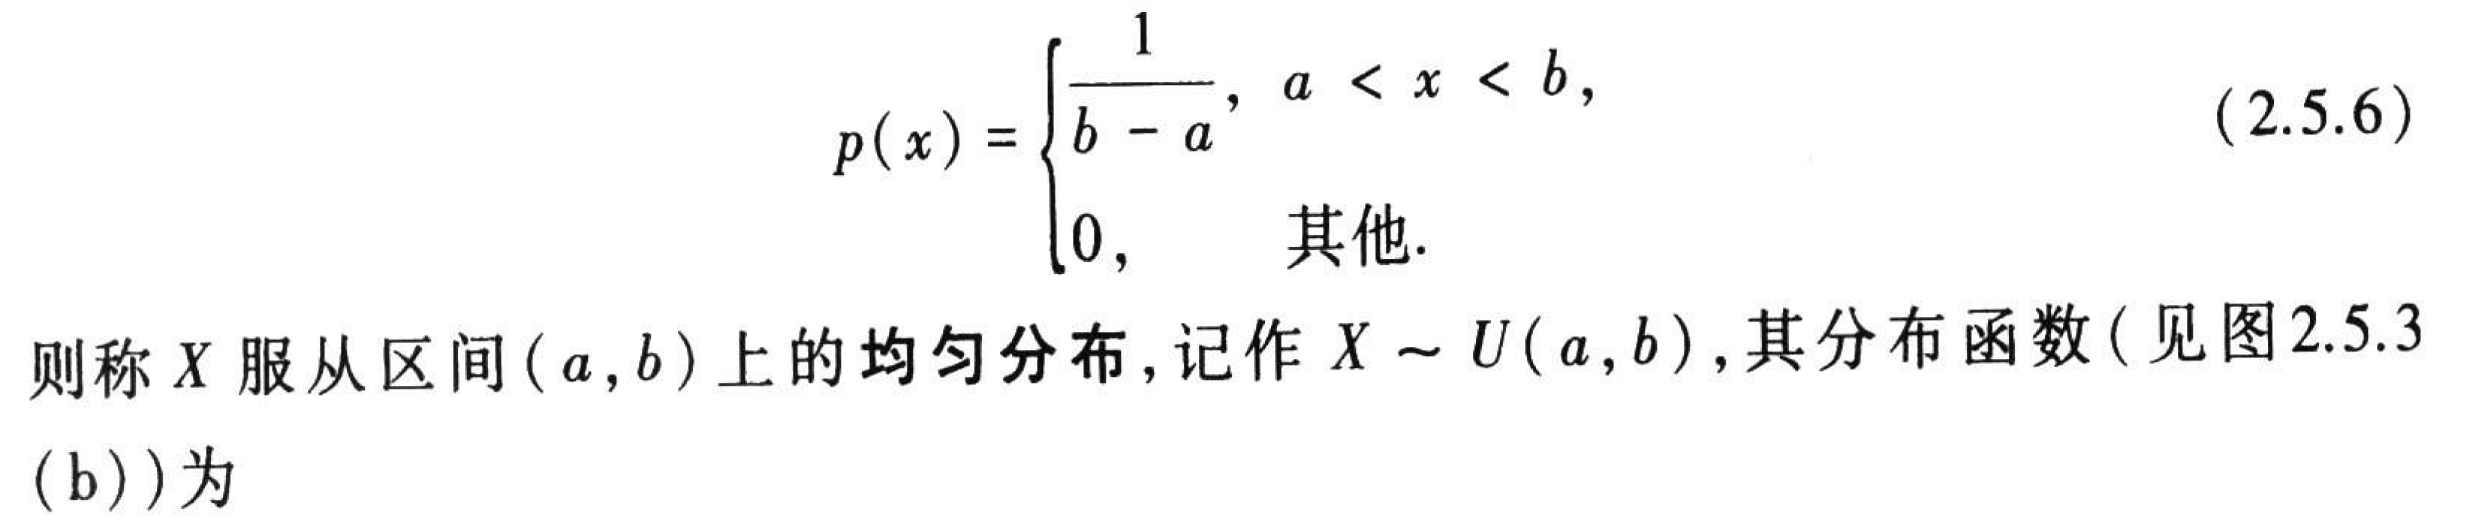 p(x) = { 1/(b - a), a < x < b, (2.5.6)
0, 其他.
则称 X 服从区间(a,b)上的均匀分布,记作 X ~ U(a,b),其分布函数(见图2.5.3
(b))为